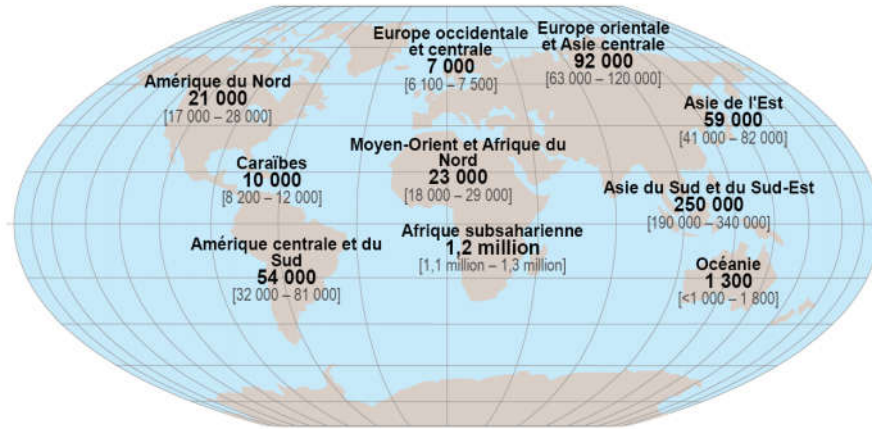 Europe occidentale
et centrale
7 000
[6 100 – 7 500]
Europe orientale
et Asie centrale
92 000
[63 000 – 120 000]
Amérique du Nord
21 000
[17 000 – 28 000]
Asie de l'Est
59 000
[41 000 – 82 000]
Caraïbes
10 000
[8 200 – 12 000]
Moyen-Orient et Afrique du
Nord
23 000
[18 000 – 29 000]
Asie du Sud et du Sud-Est
250 000
[190 000 – 340 000]
Amérique centrale et du
Sud
54 000
[32 000 – 81 000]
Afrique subsaharienne
1,2 million
[1,1 million – 1,3 million]
Océanie
1 300
[<1 000 – 1 800]